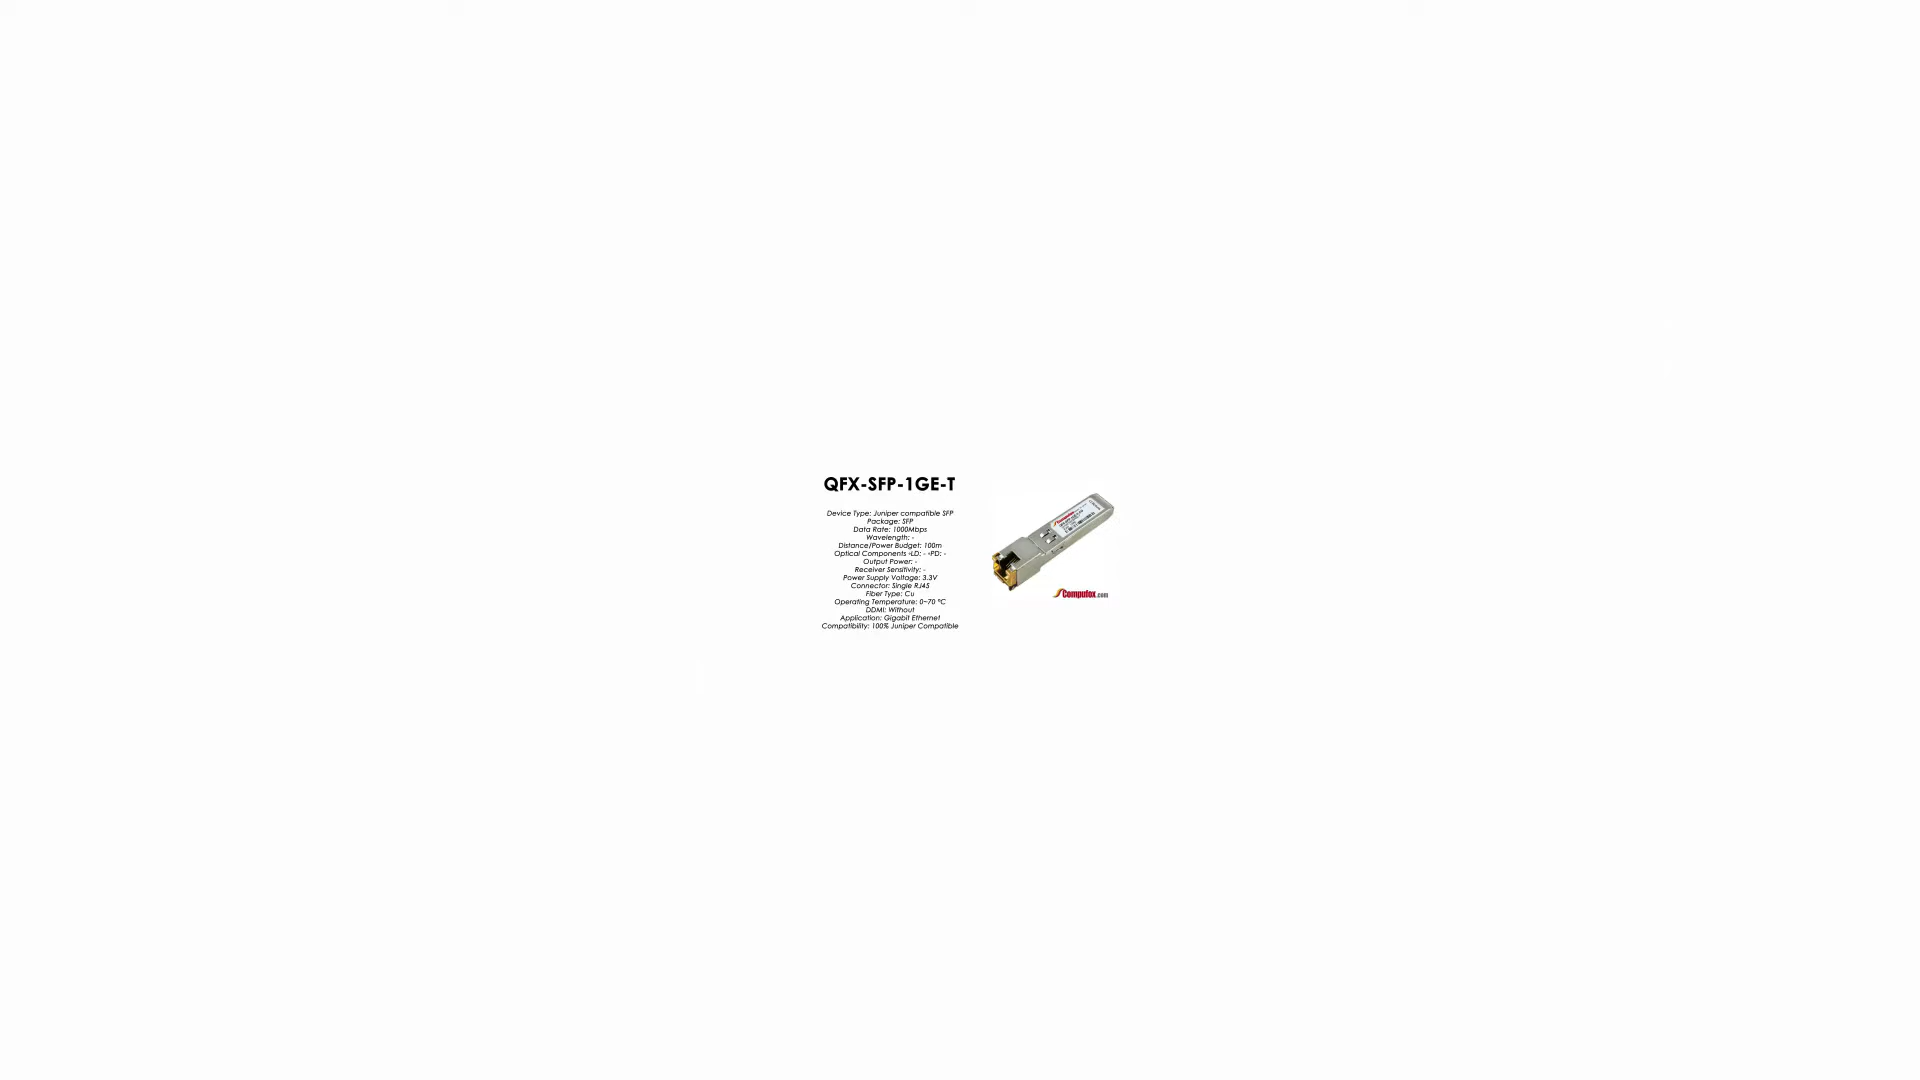 QFX-SFP-1GE-T
Device Type: Juniper compatible SFP
Package: SFP
Data Rate: 1000Mbps
Wavelength: -
Distance/Power Budget: 100m
Optical Components -LD: - -PD: -
Output Power: -
Receiver Sensitivity: -
Power Supply Voltage: 3.3V
Connector: Single RJ45
Fiber Type: Cu
Operating Temperature: 0~70 °C
DDMI: Without
Application: Gigabit Ethernet
Compatibility: 100% Juniper Compatible
Compufox
Compufox.com